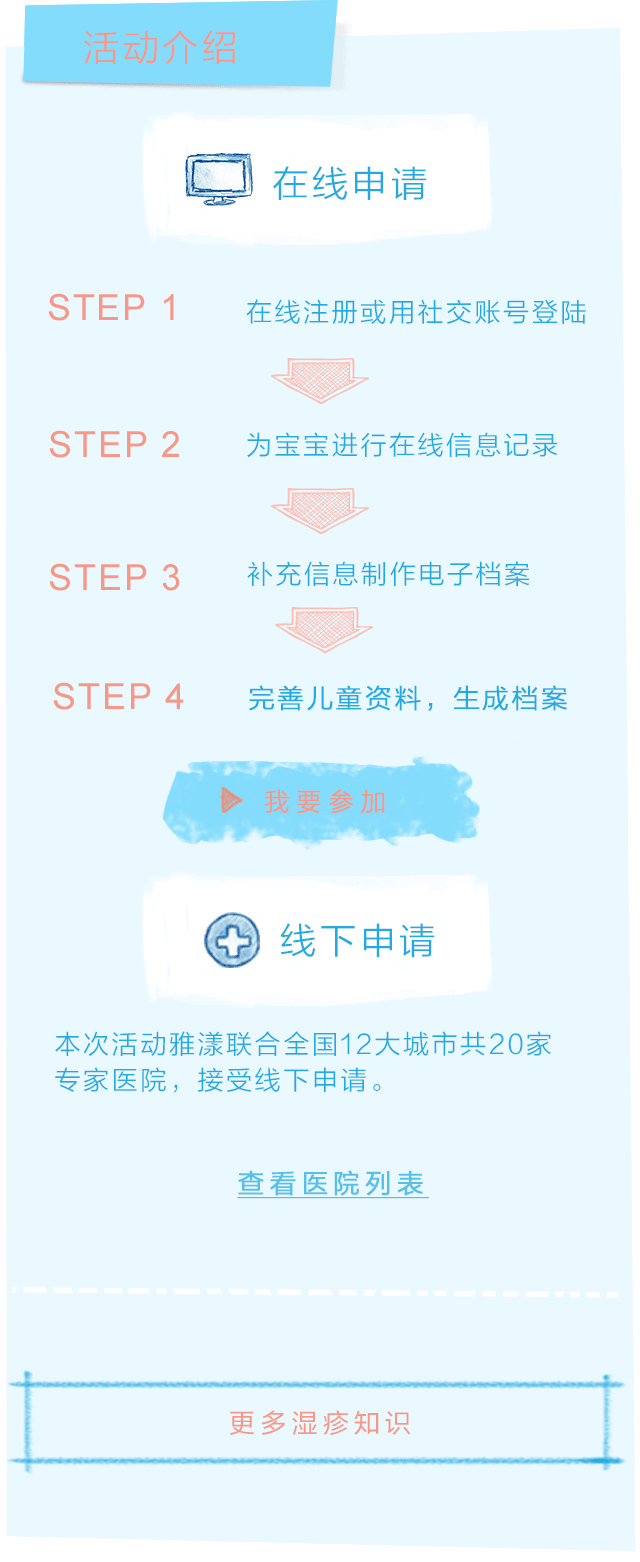 活动介绍
在线申请
STEP 1
在线注册或用社交账号登陆
STEP 2
为宝宝进行在线信息记录
STEP 3
补充信息制作电子档案
STEP 4
完善儿童资料，生成档案
我要参加
线下申请
本次活动雅漾联合全国12大城市共20家
专家医院，接受线下申请。
查看医院列表
更多湿疹知识